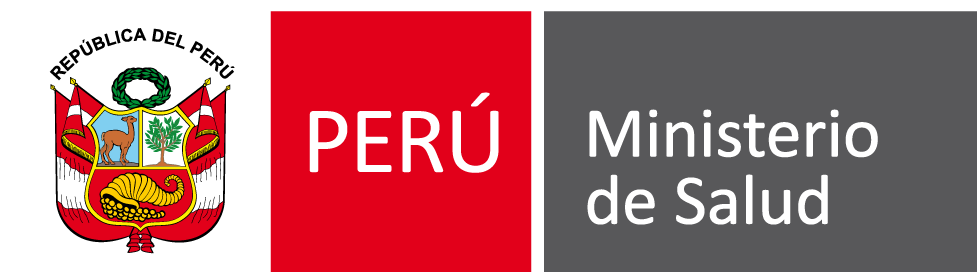 REPÚBLICA DEL PERÚ
PERÚ
Ministerio
de Salud